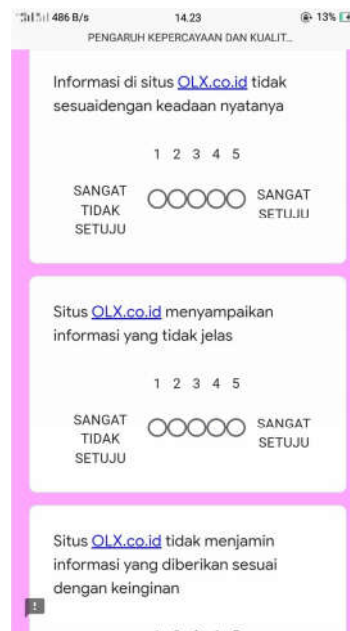 486 B/s 14.23 13%
PENGARUH KEPERCAYAAN DAN KUALIT...
Informasi di situs OLX.co.id tidak
sesuaidengan keadaan nyatanya
1 2 3 4 5
SANGAT
TIDAK
SETUJU
SANGAT
SETUJU
Situs OLX.co.id menyampaikan
informasi yang tidak jelas
1 2 3 4 5
SANGAT
TIDAK
SETUJU
SANGAT
SETUJU
Situs OLX.co.id tidak menjamin
informasi yang diberikan sesuai
dengan keinginan